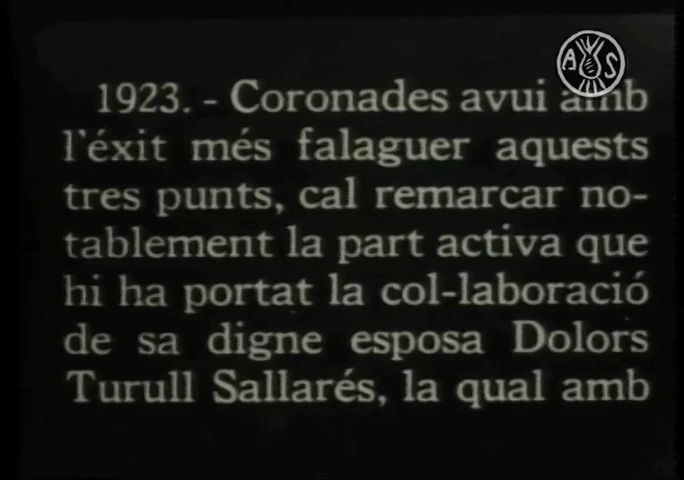 A S
1923. - Coronades avui amb
l'éxit més falaguer aquests
tres punts, cal remarcar no-
tablement la part activa que
hi ha portat la col-laboració
de sa digne esposa Dolors
Turull Sallarés, la qual amb